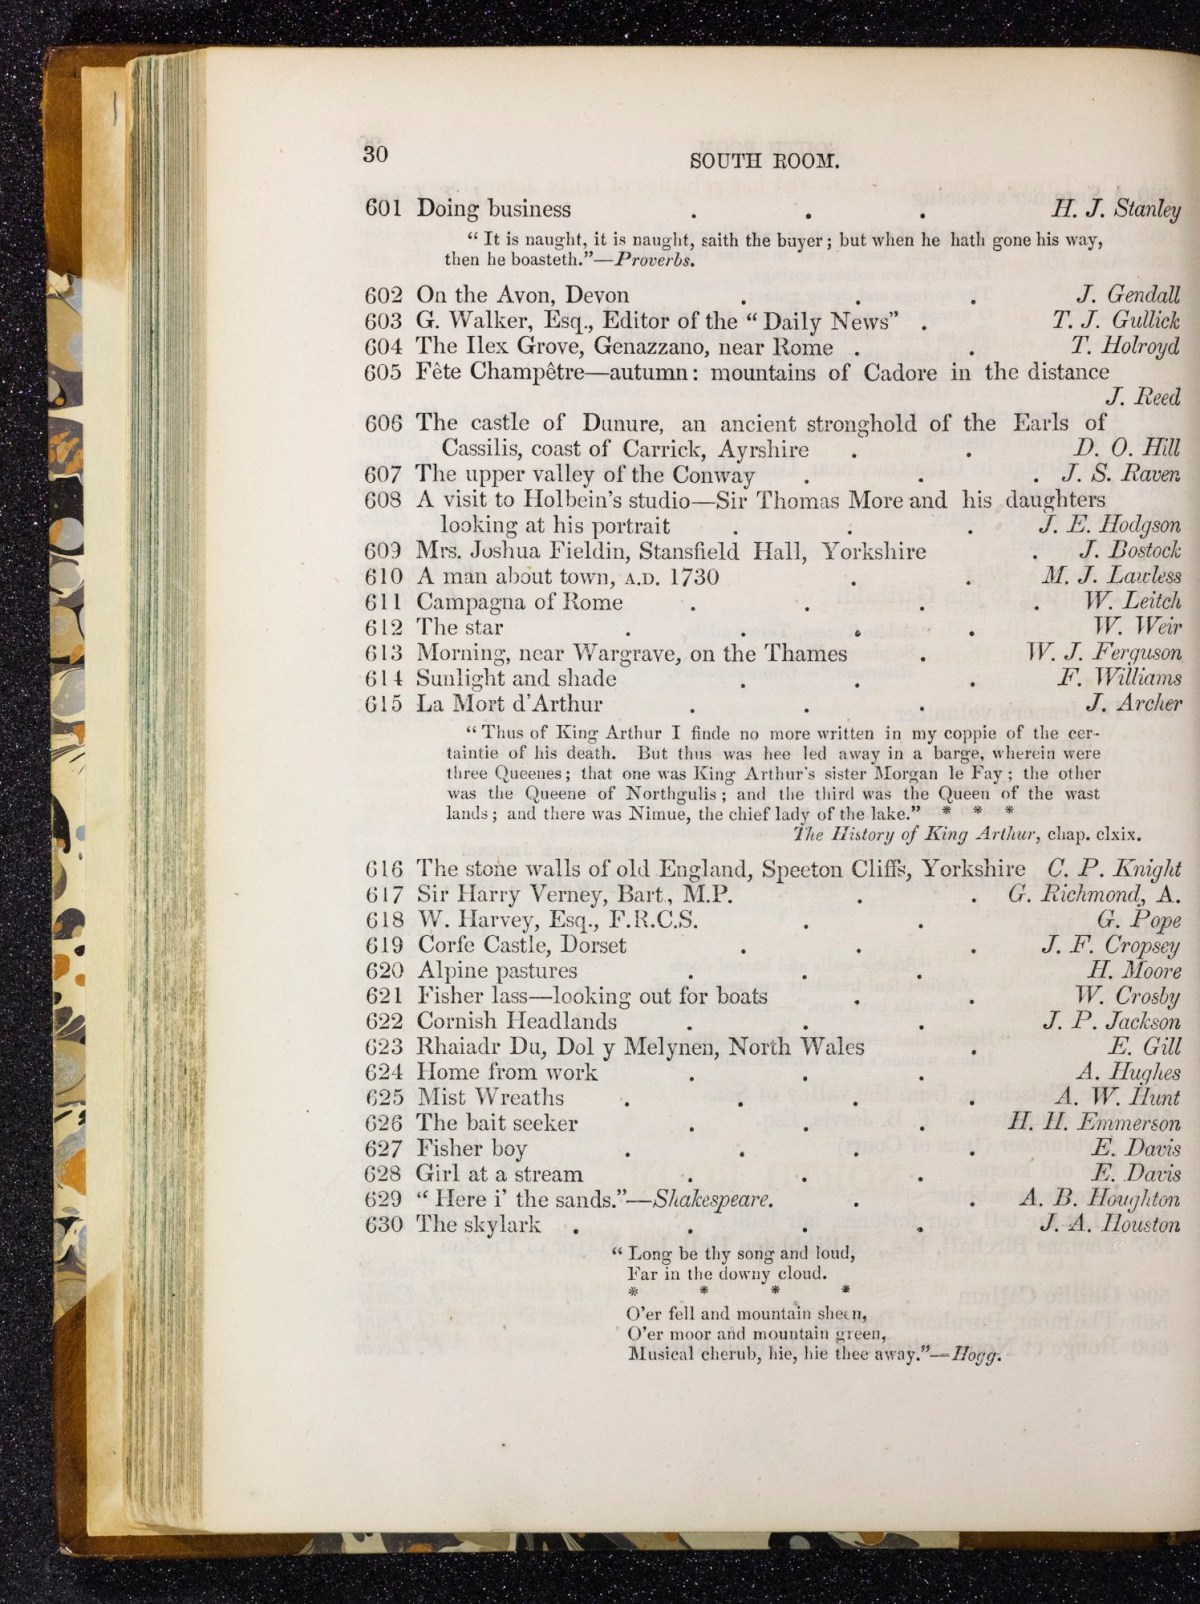 30
SOUTH ROOM.
601 Doing business . . . H. J. Stanley
“ It is naught, it is naught, saith the buyer ; but when he hath gone his way,
then he boasteth.”—Proverbs.
602 On the Avon, Devon . . . J. Gendall
603 G. Walker, Esq., Editor of the “ Daily News” . T. J. Gullick
604 The Ilex Grove, Genazzano, near Rome . . T. Holroyd
605 Fête Champêtre—autumn : mountains of Cadore in the distance
J. Reed
606 The castle of Dunure, an ancient stronghold of the Earls of
Cassilis, coast of Carrick, Ayrshire . . D. O. Hill
607 The upper valley of the Conway . . . J. S. Raven
608 A visit to Holbein’s studio—Sir Thomas More and his daughters
looking at his portrait . . . J. E. Hodgson
609 Mrs. Joshua Fieldin, Stansfield Hall, Yorkshire . J. Bostock
610 A man about town, A.D. 1730 . . M. J. Lawless
611 Campagna of Rome . . . . W. Leitch
612 The star . . . . W. Weir
613 Morning, near Wargrave, on the Thames . W. J. Ferguson
614 Sunlight and shade . . . F. Williams
615 La Mort d’Arthur . . . J. Archer
“ Thus of King Arthur I finde no more written in my coppie of the cer-
taintie of his death. But thus was hee led away in a barge, wherein were
three Queenes ; that one was King Arthur’s sister Morgan le Fay ; the other
was the Queene of Northgulis ; and the third was the Queen of the wast
lands ; and there was Nimue, the chief lady of the lake.” * * *
The History of King Arthur, chap. clxix.
616 The stone walls of old England, Speeton Cliffs, Yorkshire C. P. Knight
617 Sir Harry Verney, Bart., M.P. . . G. Richmond, A.
618 W. Harvey, Esq., F.R.C.S. . . G. Pope
619 Corfe Castle, Dorset . . . J. F. Cropsey
620 Alpine pastures . . . H. Moore
621 Fisher lass—looking out for boats . . W. Crosby
622 Cornish Headlands . . . J. P. Jackson
623 Rhaiadr Du, Dol y Melynen, North Wales . E. Gill
624 Home from work . . . A. Hughes
625 Mist Wreaths . . . . A. W. Hunt
626 The bait seeker . . . H. H. Emmerson
627 Fisher boy . . . . E. Davis
628 Girl at a stream . . . E. Davis
629 “ Here i’ the sands.”—Shakespeare. . . A. B. Houghton
630 The skylark . . . . J. A. Houston
“ Long be thy song and loud,
Far in the downy cloud.
* * * *
O’er fell and mountain sheen,
O’er moor and mountain green,
Musical cherub, hie, hie thee away.”—Hogg.